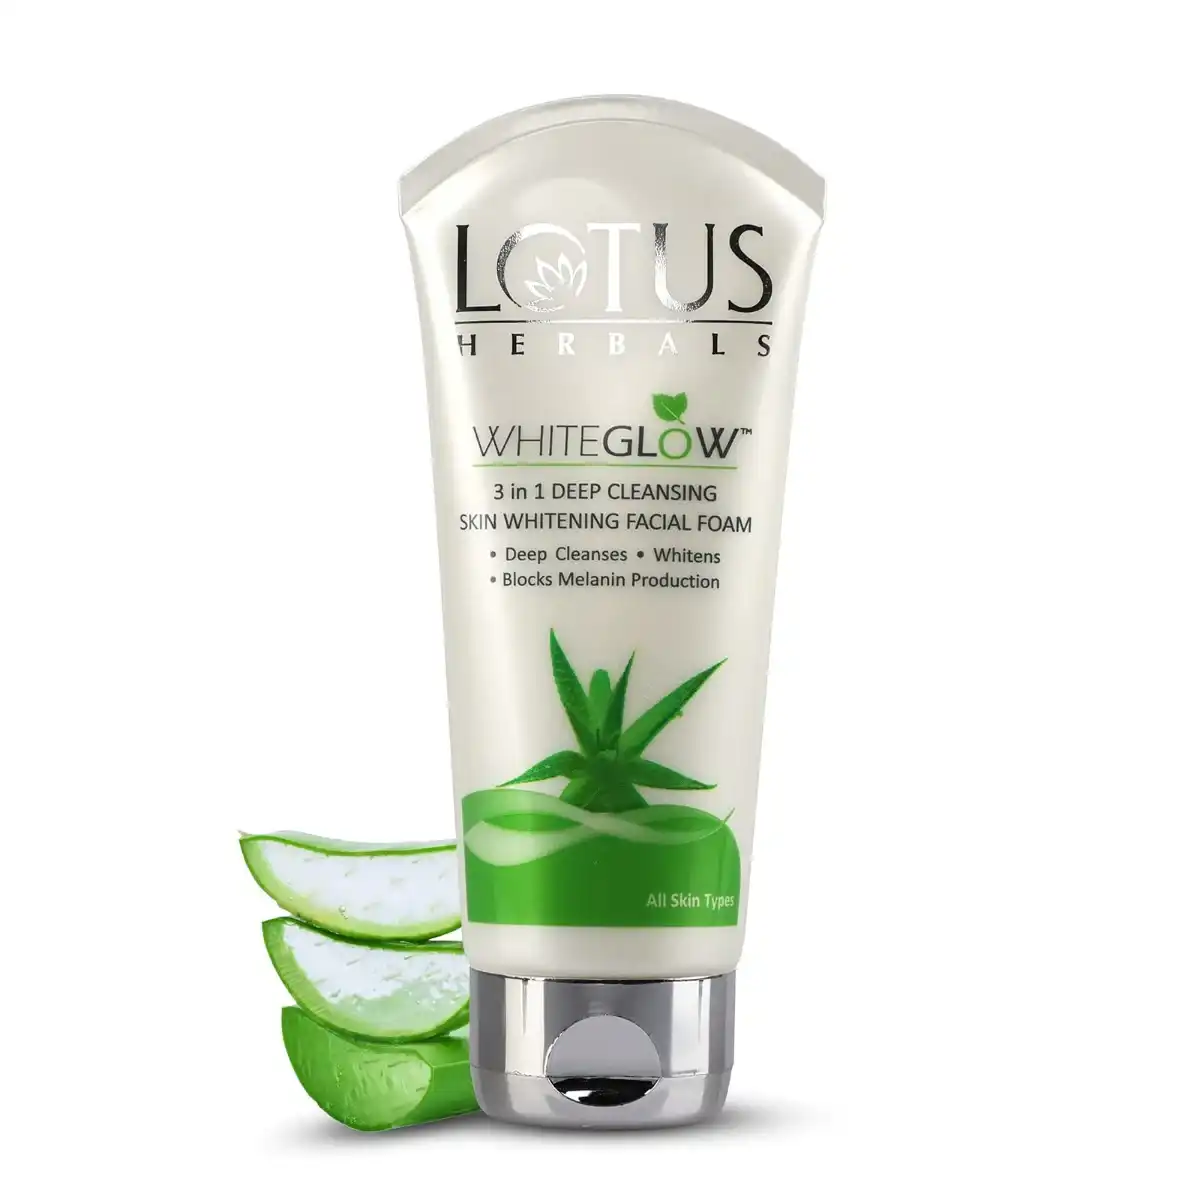 LOTUS
HERBALS
WHITEGLOW™
3 in 1 DEEP CLEANSING
SKIN WHITENING FACIAL FOAM
• Deep Cleanses • Whitens
• Blocks Melanin Production
All Skin Types